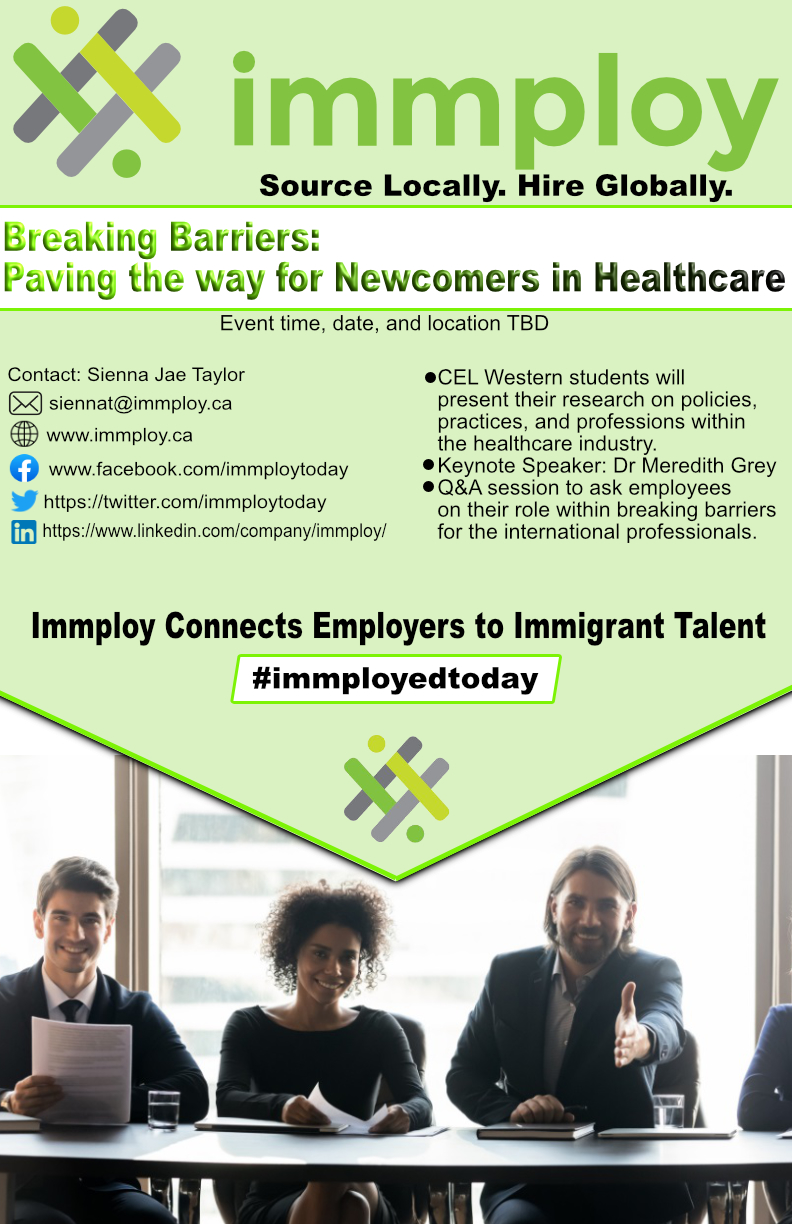 immploy
Source Locally. Hire Globally.
Breaking Barriers:
Paving the way for Newcomers in Healthcare
Event time, date, and location TBD
Contact: Sienna Jae Taylor
siennat@immploy.ca
www.immploy.ca
www.facebook.com/immploytoday
https://twitter.com/immploytoday
https://www.linkedin.com/company/immploy/
●CEL Western students will
present their research on policies,
practices, and professions within
the healthcare industry.
●Keynote Speaker: Dr Meredith Grey
●Q&A session to ask employees
on their role within breaking barriers
for the international professionals.
Immploy Connects Employers to Immigrant Talent
#immployedtoday